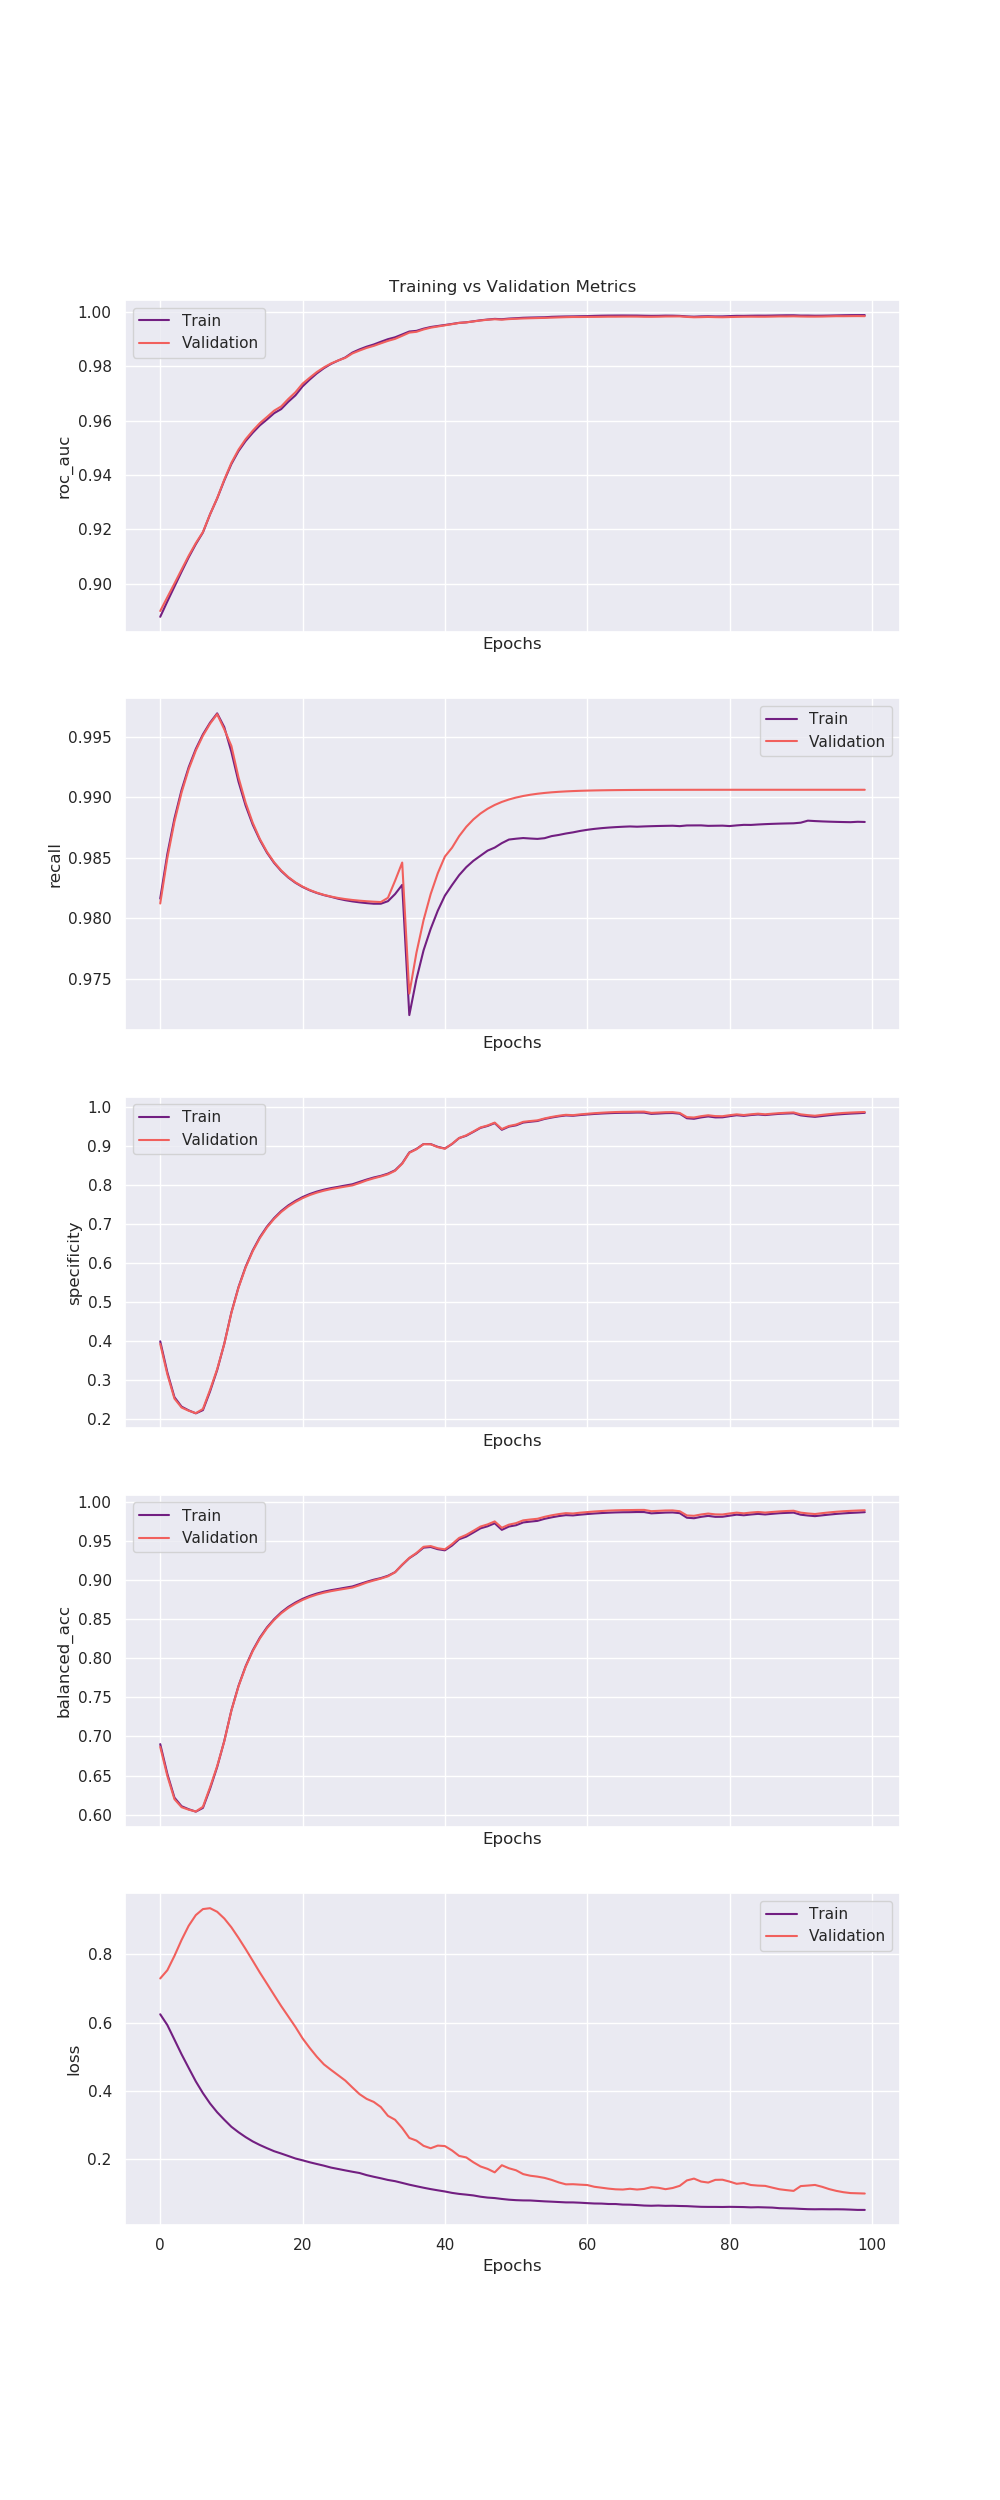 Training vs Validation Metrics
1.00
0.98
0.96
0.94
0.92
0.90
roc_auc
Train
Validation
Epochs
0.995
0.990
0.985
0.980
0.975
recall
Train
Validation
Epochs
1.0
0.9
0.8
0.7
0.6
0.5
0.4
0.3
0.2
specificity
Train
Validation
Epochs
1.00
0.95
0.90
0.85
0.80
0.75
0.70
0.65
0.60
balanced_acc
Train
Validation
Epochs
0.8
0.6
0.4
0.2
loss
Train
Validation
0 20 40 60 80 100
Epochs